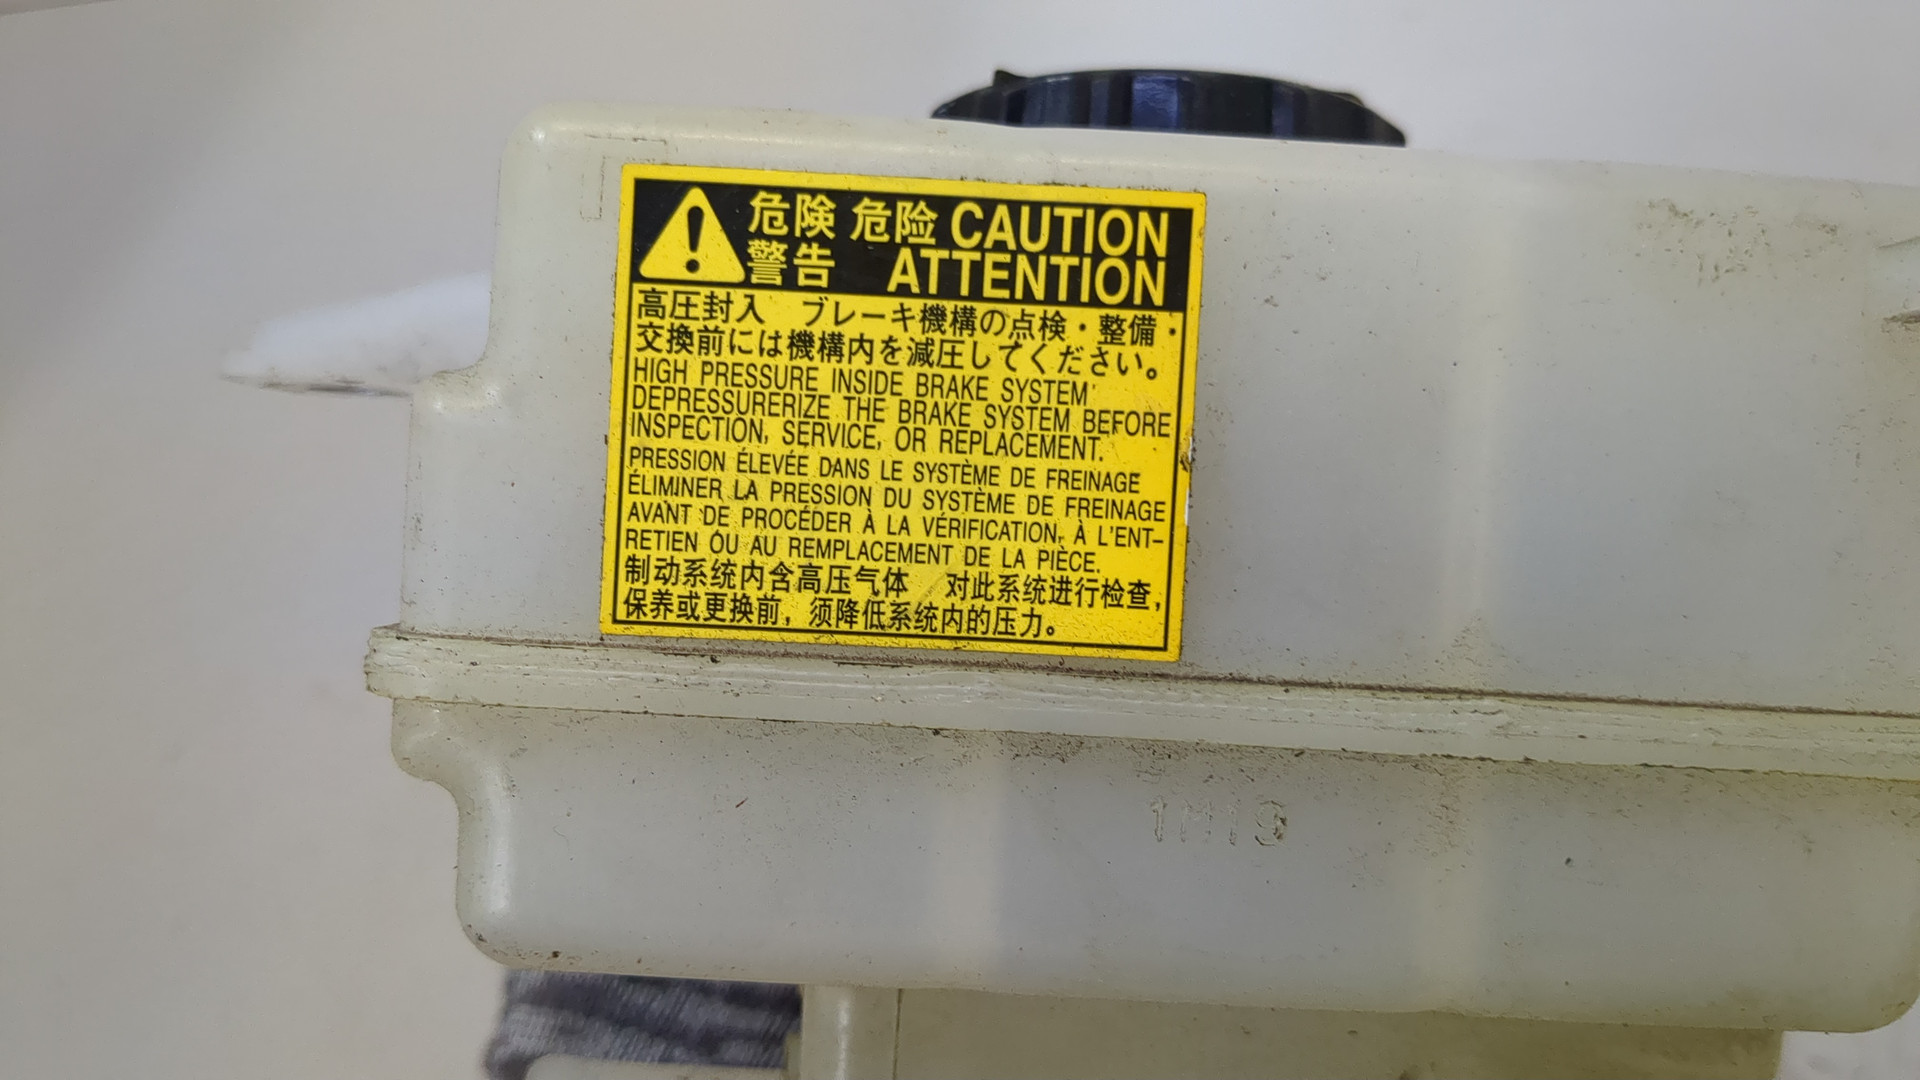 危険 危险 CAUTION
警告 ATTENTION
高圧封入 ブレーキ機構の点検・整備・
交換前には機構内を減圧してください。
HIGH PRESSURE INSIDE BRAKE SYSTEM
DEPRESSURERIZE THE BRAKE SYSTEM BEFORE
INSPECTION, SERVICE, OR REPLACEMENT.
PRESSION ÉLEVÉE DANS LE SYSTÈME DE FREINAGE
ÉLIMINER LA PRESSION DU SYSTÈME DE FREINAGE
AVANT DE PROCÉDER À LA VÉRIFICATION, À L'ENT-
RETIEN OU AU REMPLACEMENT DE LA PIÈCE.
制动系统内含高压气体 对此系统进行检查,
保养或更换前, 须降低系统内的压力。